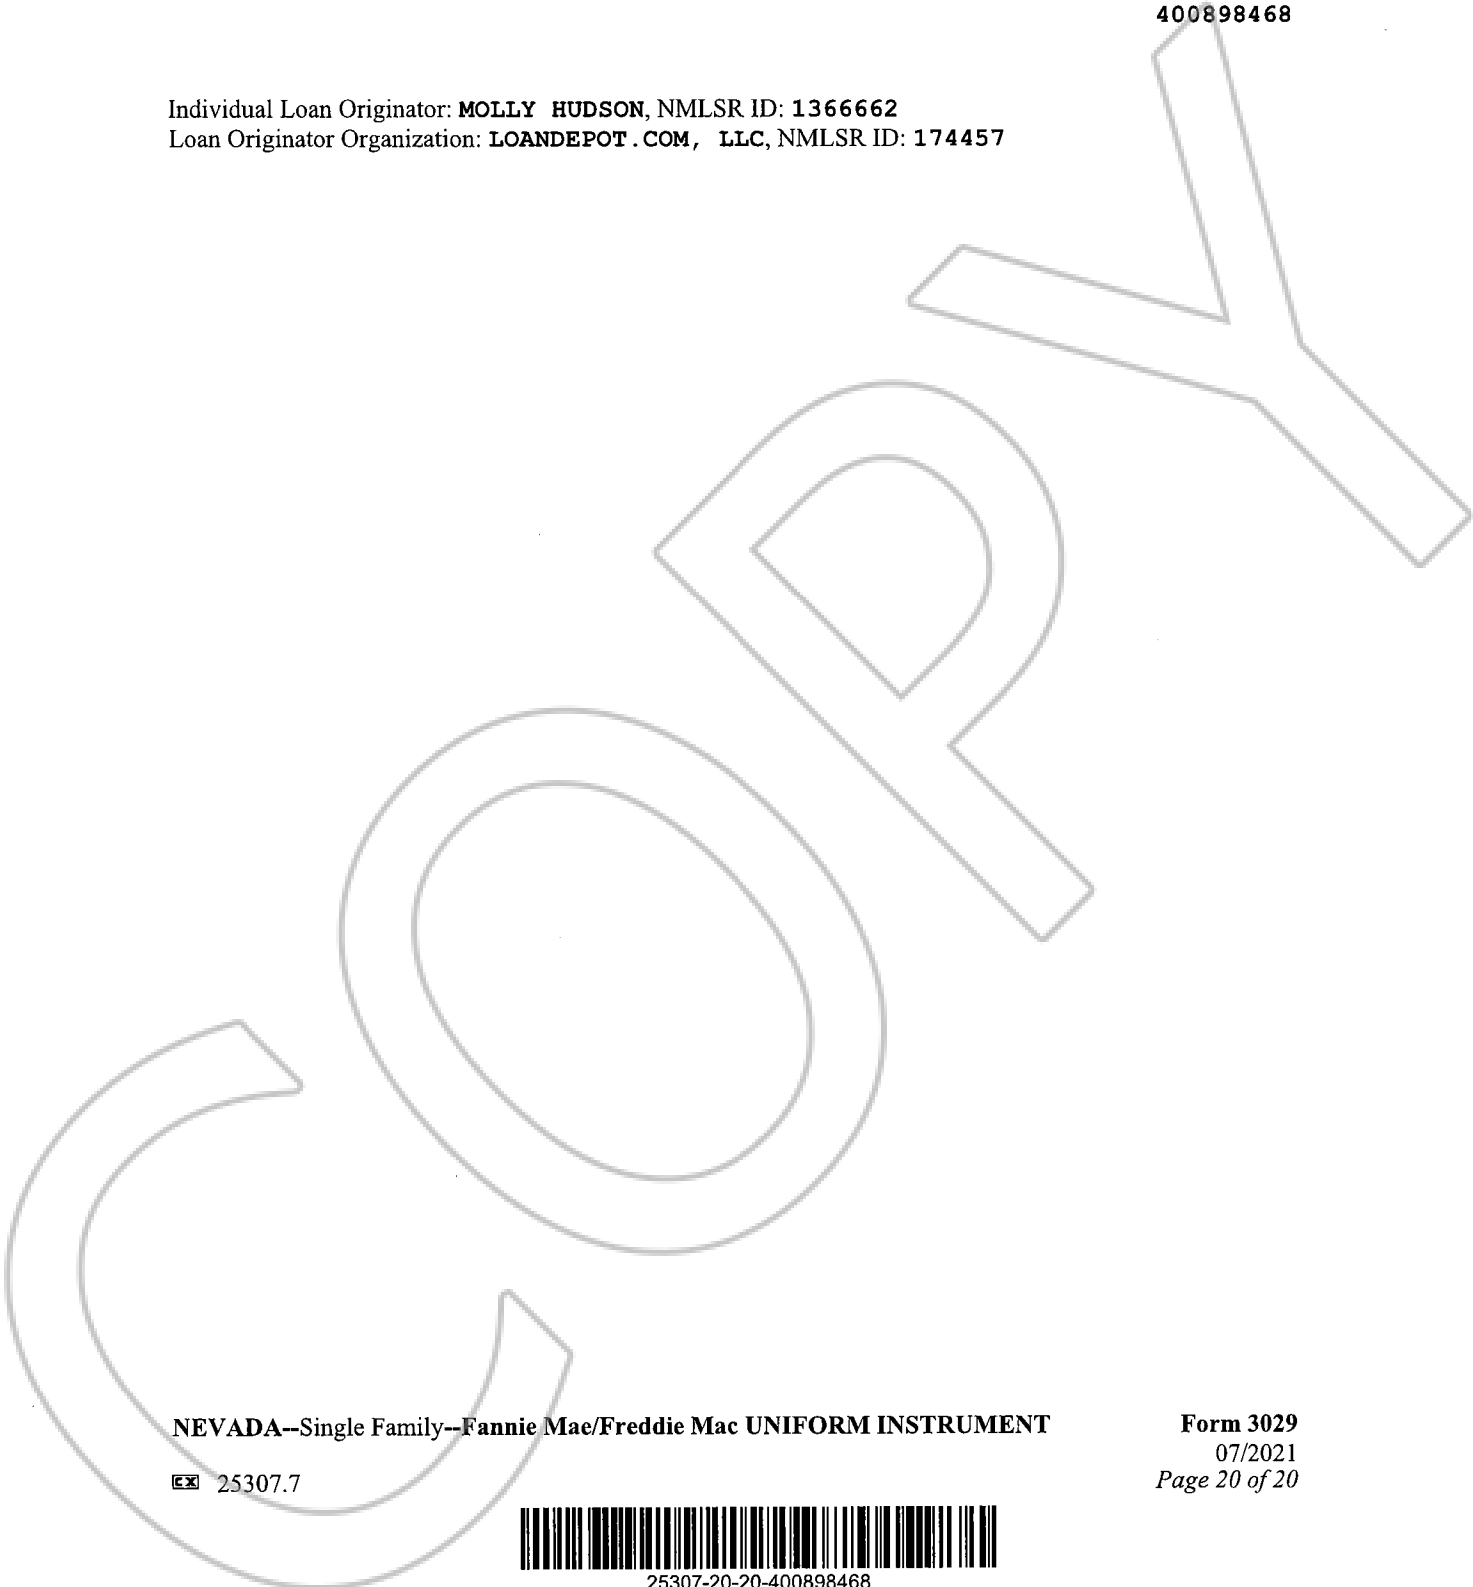 400898468
Individual Loan Originator: MOLLY HUDSON, NMLSR ID: 1366662
Loan Originator Organization: LOANDEPOT.COM, LLC, NMLSR ID: 174457
COPY
NEVADA--Single Family--Fannie Mae/Freddie Mac UNIFORM INSTRUMENT Form 3029
07/2021
EX 25307.7 Page 20 of 20
25307-20-20-400898468